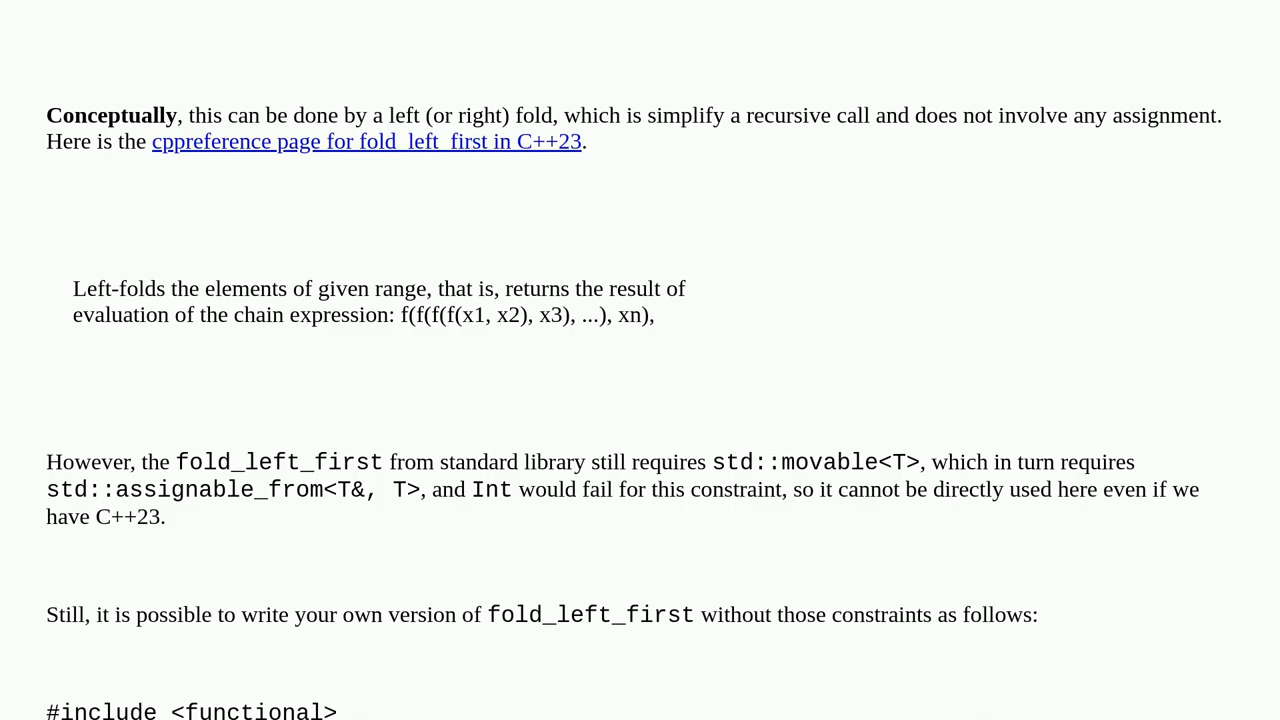 Conceptually, this can be done by a left (or right) fold, which is simplify a recursive call and does not involve any assignment.
Here is the cppreference page for fold_left_first in C++23.
Left-folds the elements of given range, that is, returns the result of
evaluation of the chain expression: f(f(f(f(x1, x2), x3), ...), xn),
However, the fold_left_first from standard library still requires std::movable<T>, which in turn requires
std::assignable_from<T&, T>, and Int would fail for this constraint, so it cannot be directly used here even if we
have C++23.
Still, it is possible to write your own version of fold_left_first without those constraints as follows:
#include <functional>